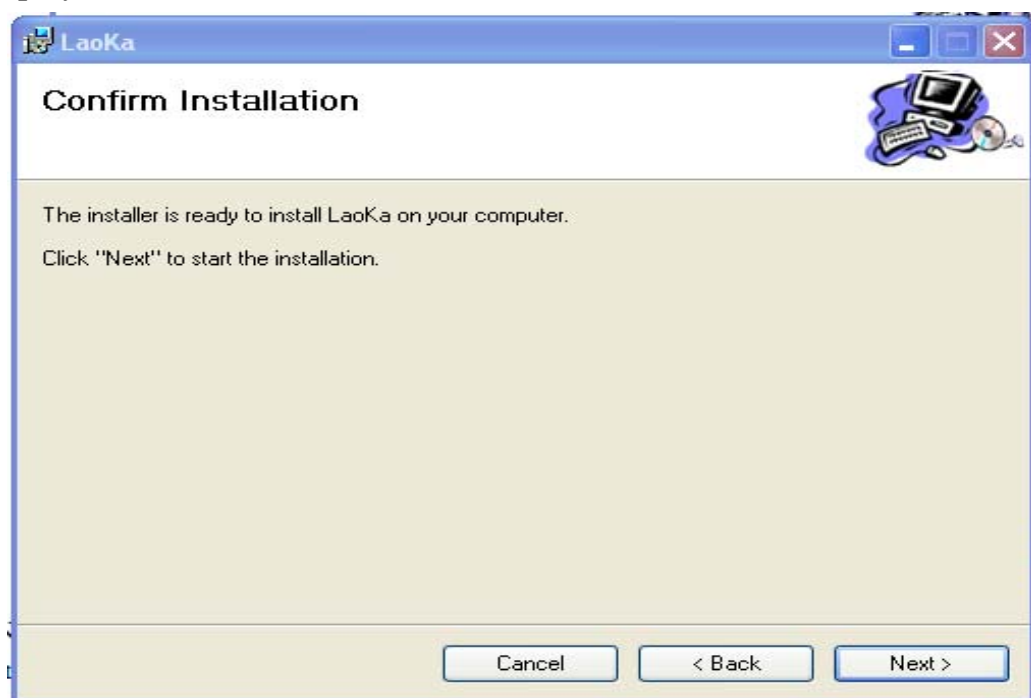 LaoKa
Confirm Installation
The installer is ready to install LaoKa on your computer.
Click "Next" to start the installation.
Cancel
< Back
Next >